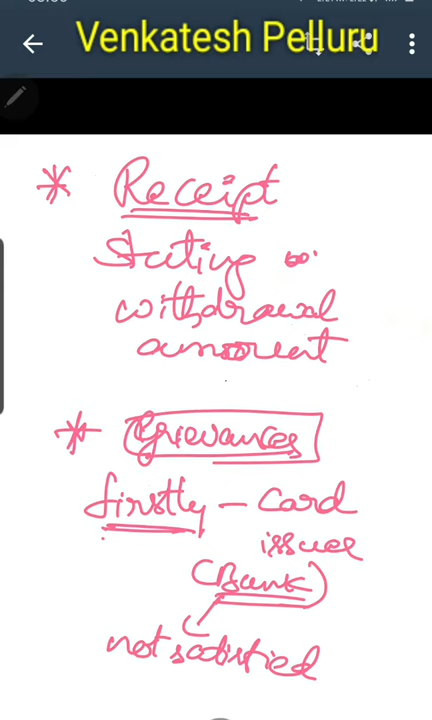 Venkatesh Pelluru
* Receipt
stating
withdrawal
amount
* Grievances
firstly - card
issuer
(Bank)
not satisfied